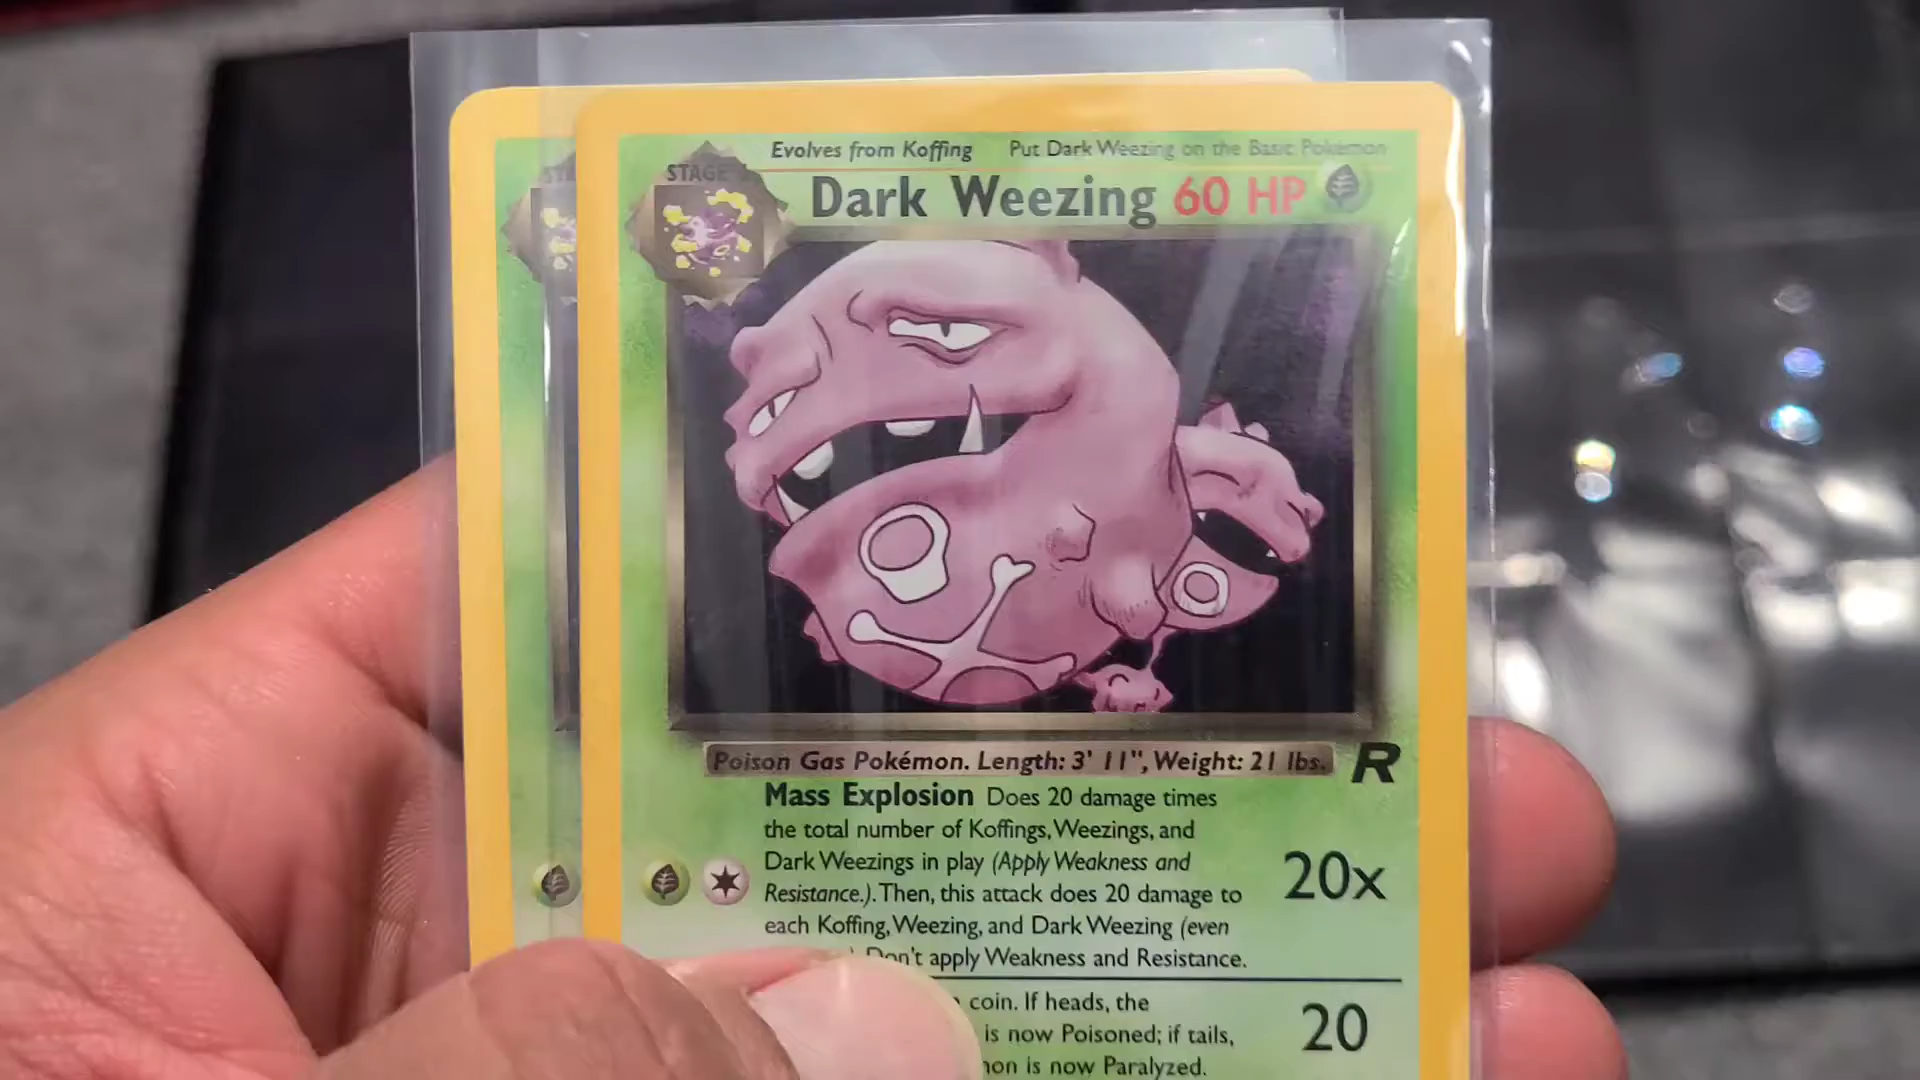 Evolves from Koffing Put Dark Weezing on the Basic Pokémon
STAGE
Dark Weezing 60 HP
Poison Gas Pokémon. Length: 3' 11", Weight: 21 lbs.
R
Mass Explosion Does 20 damage times
the total number of Koffings, Weezings, and
Dark Weezings in play (Apply Weakness and
Resistance.). Then, this attack does 20 damage to
each Koffing, Weezing, and Dark Weezing (even
Don't apply Weakness and Resistance.
20x
coin. If heads, the
is now Poisoned; if tails,
is now Paralyzed.
20